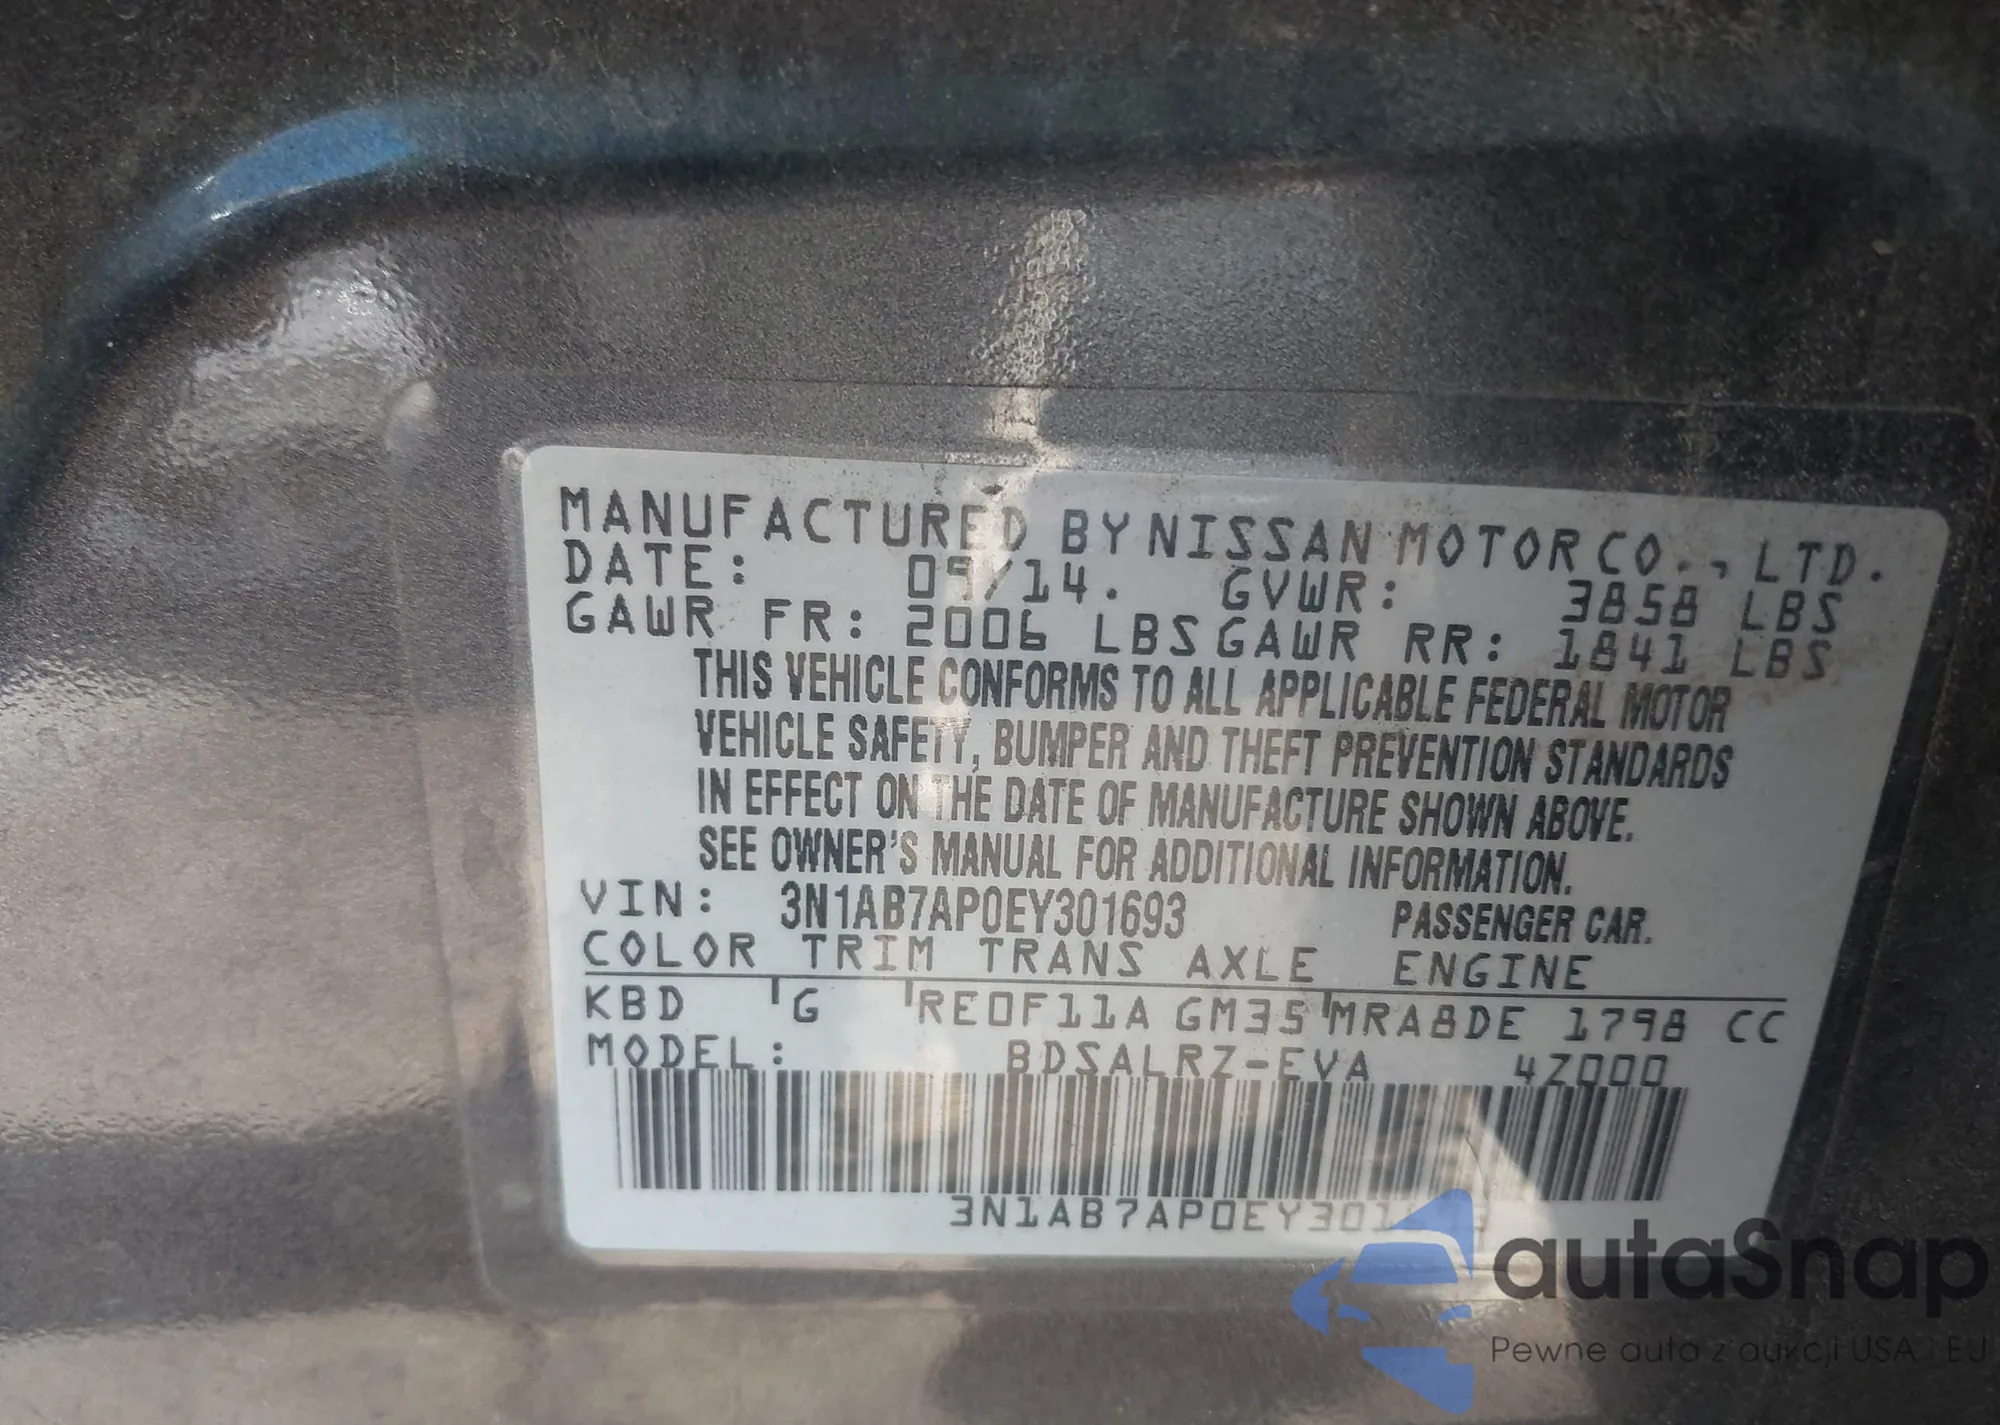 MANUFACTURED BY NISSAN MOTOR CO., LTD.
DATE: 09/14. GVWR: 3858 LBS
GAWR FR: 2006 LBS GAWR RR: 1841 LBS
THIS VEHICLE CONFORMS TO ALL APPLICABLE FEDERAL MOTOR
VEHICLE SAFETY, BUMPER AND THEFT PREVENTION STANDARDS
IN EFFECT ON THE DATE OF MANUFACTURE SHOWN ABOVE.
SEE OWNER'S MANUAL FOR ADDITIONAL INFORMATION.
VIN: 3N1AB7AP0EY301693 PASSENGER CAR.
COLOR TRIM TRANS AXLE ENGINE
KBD G RE0F11A GM35 MRA8DE 1798 CC
MODEL: BDSALRZ-EVA 4Z000
3N1AB7AP0EY301693
autaSnap
Pewne auta z aukcji USA i EU